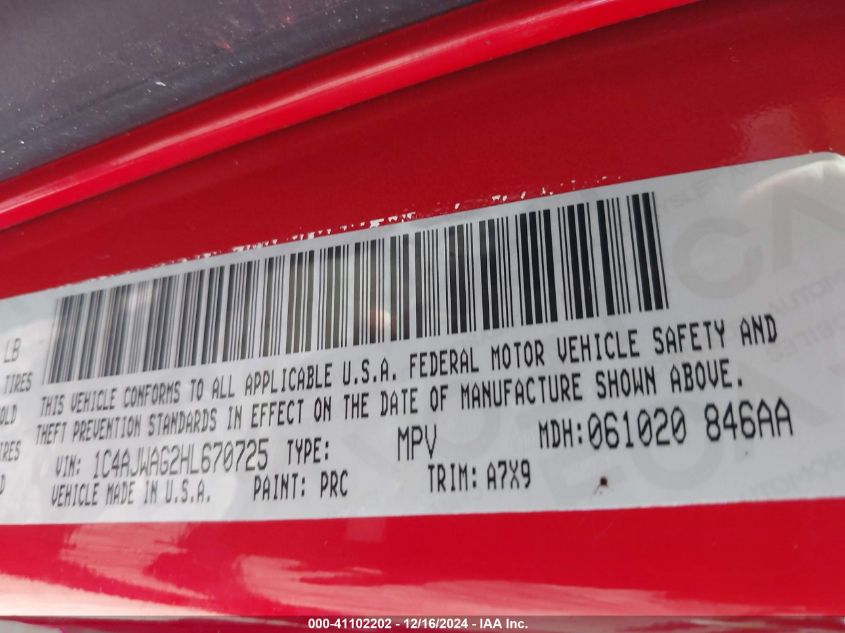 LB
TIRES
THIS VEHICLE CONFORMS TO ALL APPLICABLE U.S.A. FEDERAL MOTOR VEHICLE SAFETY AND
THEFT PREVENTION STANDARDS IN EFFECT ON THE DATE OF MANUFACTURE SHOWN ABOVE.
VIN: 1C4AJWAG2HL670725 TYPE: MPV MDH: 061020 846AA
VEHICLE MADE IN U.S.A. PAINT: PRC TRIM: A7X9
000-41102202 - 12/16/2024 - IAA Inc.